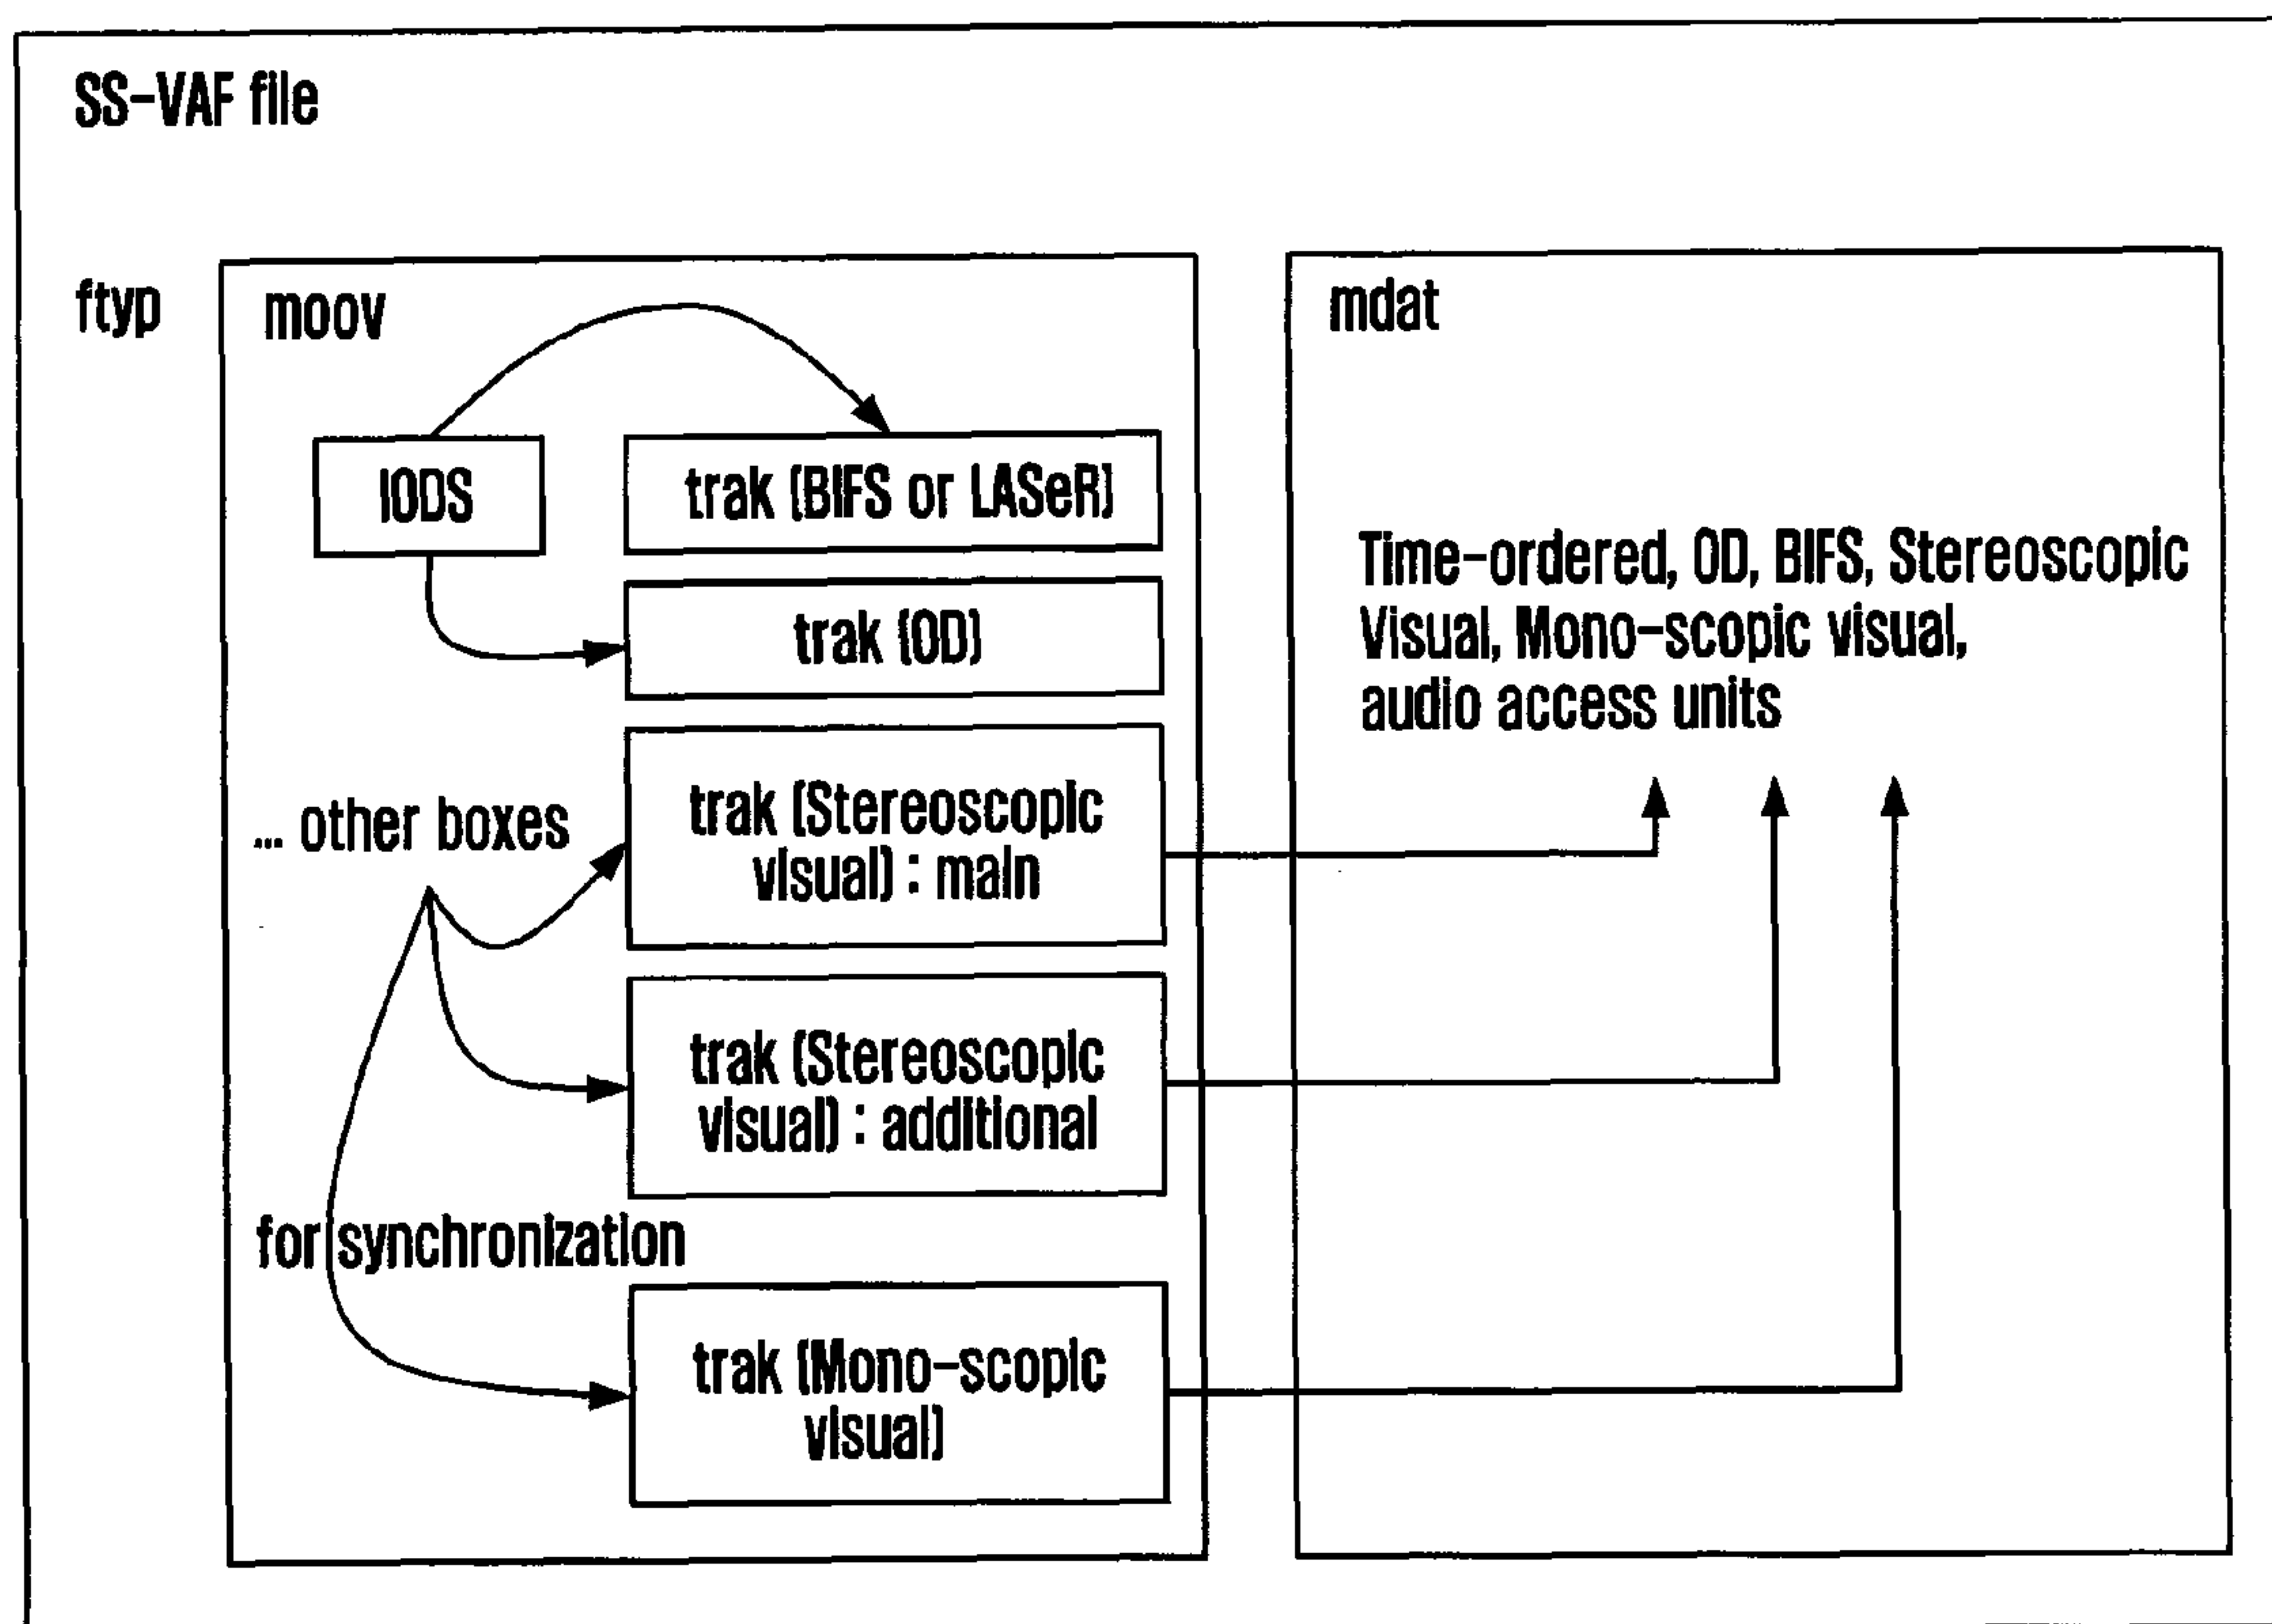 SS-VAF file
ftyp
moov
IODS
trak (BIFS or LASeR)
trak (OD)
... other boxes
trak (Stereoscopic
visual) : main
trak (Stereoscopic
visual) : additional
for synchronization
trak (Mono-scopic
visual)
mdat
Time-ordered, OD, BIFS, Stereoscopic
Visual, Mono-scopic visual,
audio access units